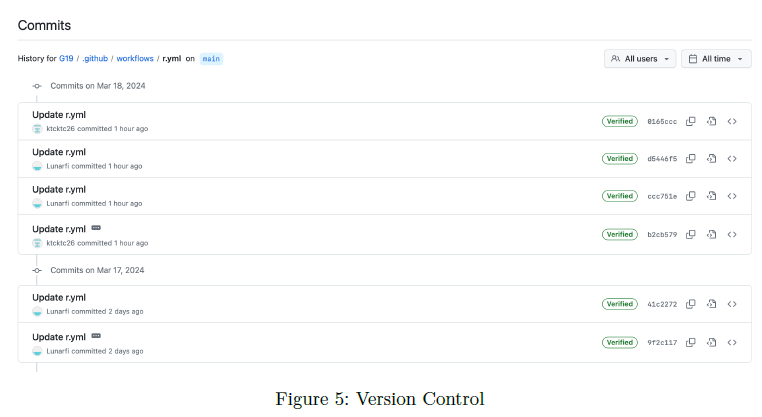 Commits
History for G19 / .github / workflows / r.yml on main
All users
All time
Commits on Mar 18, 2024
Update r.yml
ktcktc26 committed 1 hour ago
Verified
0165ccc
Update r.yml
Lunarfi committed 1 hour ago
Verified
d5446f5
Update r.yml
Lunarfi committed 1 hour ago
Verified
ccc751e
Update r.yml
ktcktc26 committed 1 hour ago
Verified
b2cb579
Commits on Mar 17, 2024
Update r.yml
Lunarfi committed 2 days ago
Verified
41c2272
Update r.yml
Lunarfi committed 2 days ago
Verified
9f2c117
Figure 5: Version Control